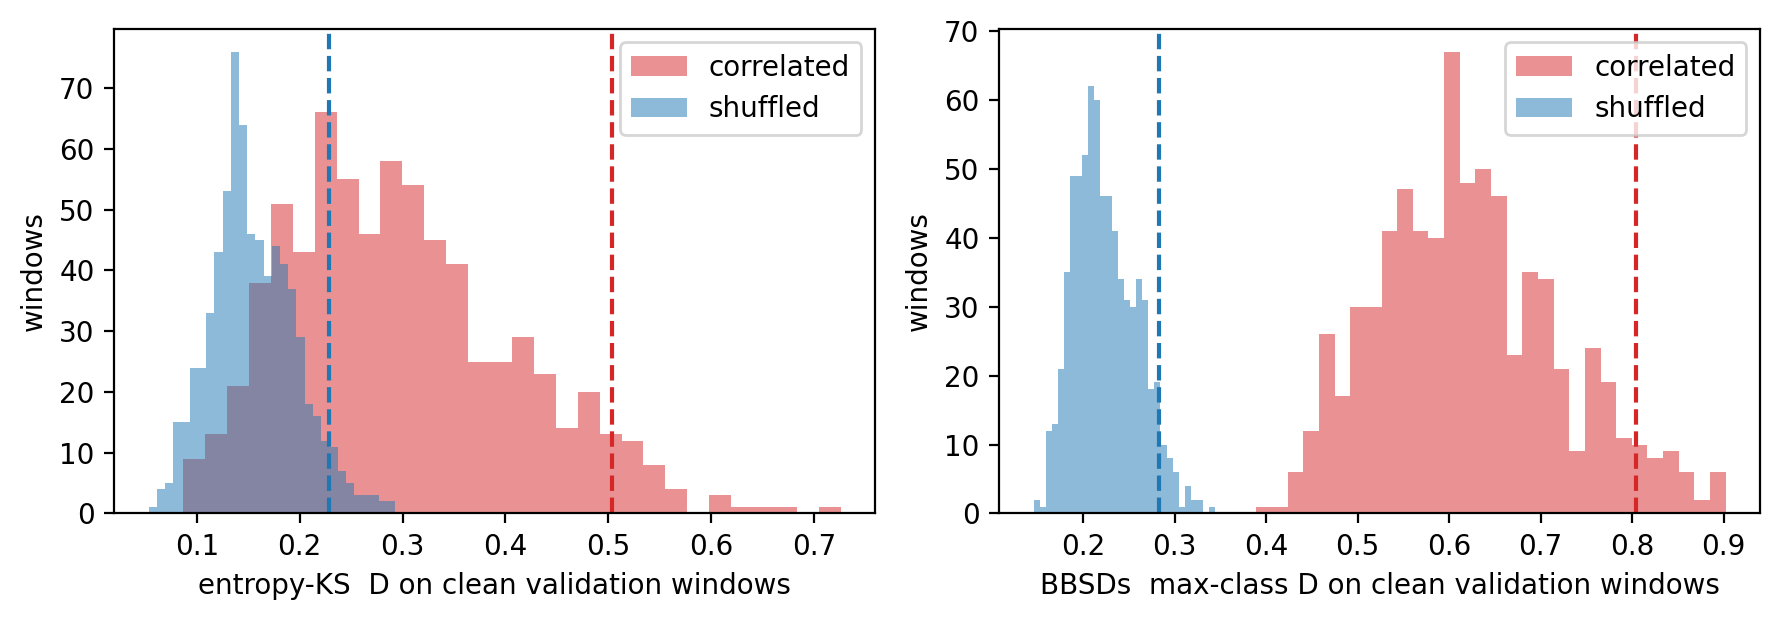 windows
70
60
50
40
30
20
10
0
correlated
shuffled
0.1 0.2 0.3 0.4 0.5 0.6 0.7
entropy-KS  D on clean validation windows
windows
70
60
50
40
30
20
10
0
correlated
shuffled
0.2 0.3 0.4 0.5 0.6 0.7 0.8 0.9
BBSDs  max-class D on clean validation windows